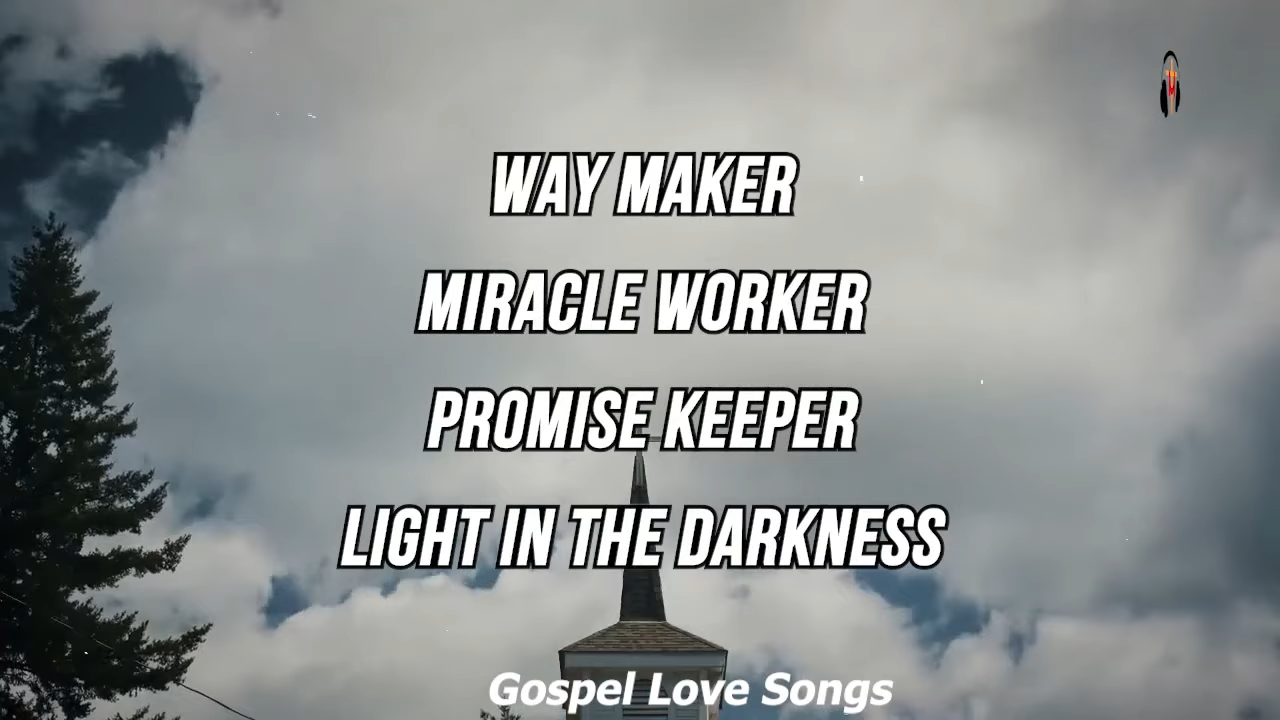 WAY MAKER
MIRACLE WORKER
PROMISE KEEPER
LIGHT IN THE DARKNESS
Gospel Love Songs